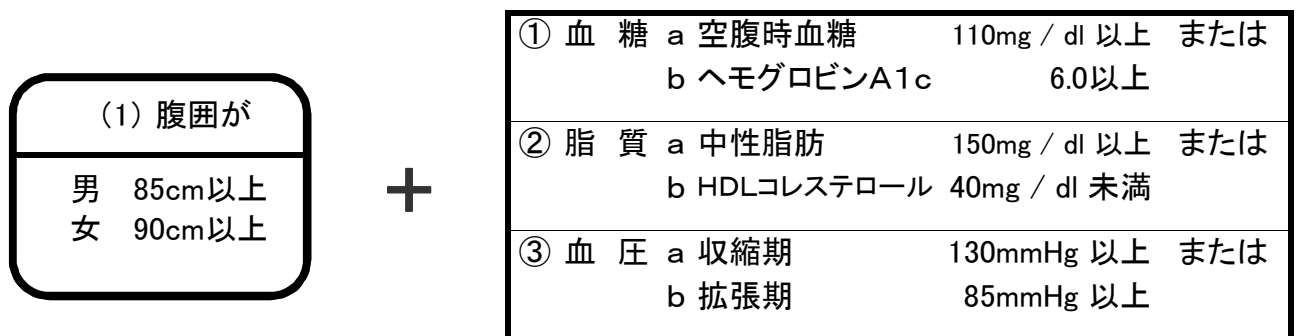 (1) 腹囲が
男 85cm以上
女 90cm以上
＋
① 血 糖 a 空腹時血糖 110mg / dl 以上 または
b ヘモグロビンA1c 6.0以上
② 脂 質 a 中性脂肪 150mg / dl 以上 または
b HDLコレステロール 40mg / dl 未満
③ 血 圧 a 収縮期 130mmHg 以上 または
b 拡張期 85mmHg 以上